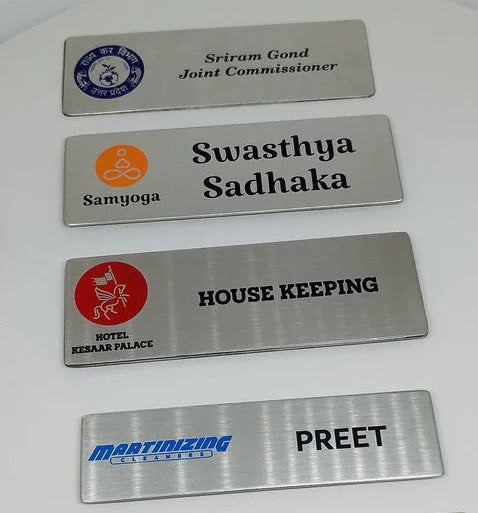 राज्य कर विभाग
उत्तर प्रदेश
Sriram Gond
Joint Commissioner
Samyoga
Swasthya
Sadhaka
HOTEL
KESAAR PALACE
HOUSE KEEPING
MARTINIZING
CLEANERS
PREET